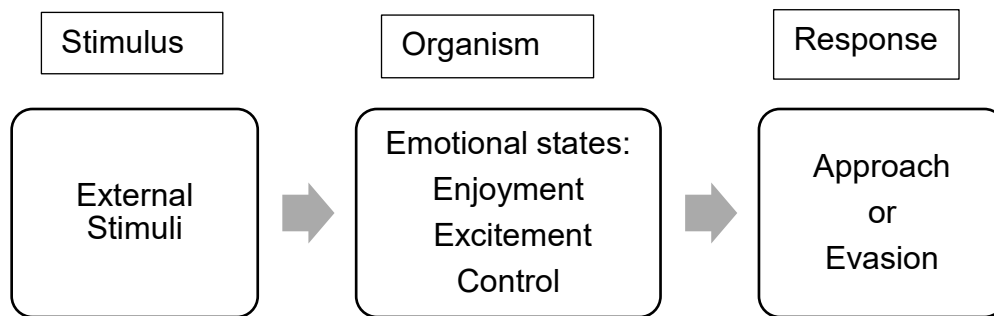 Stimulus
Organism
Response
External
Stimuli
Emotional states:
Enjoyment
Excitement
Control
Approach
or
Evasion